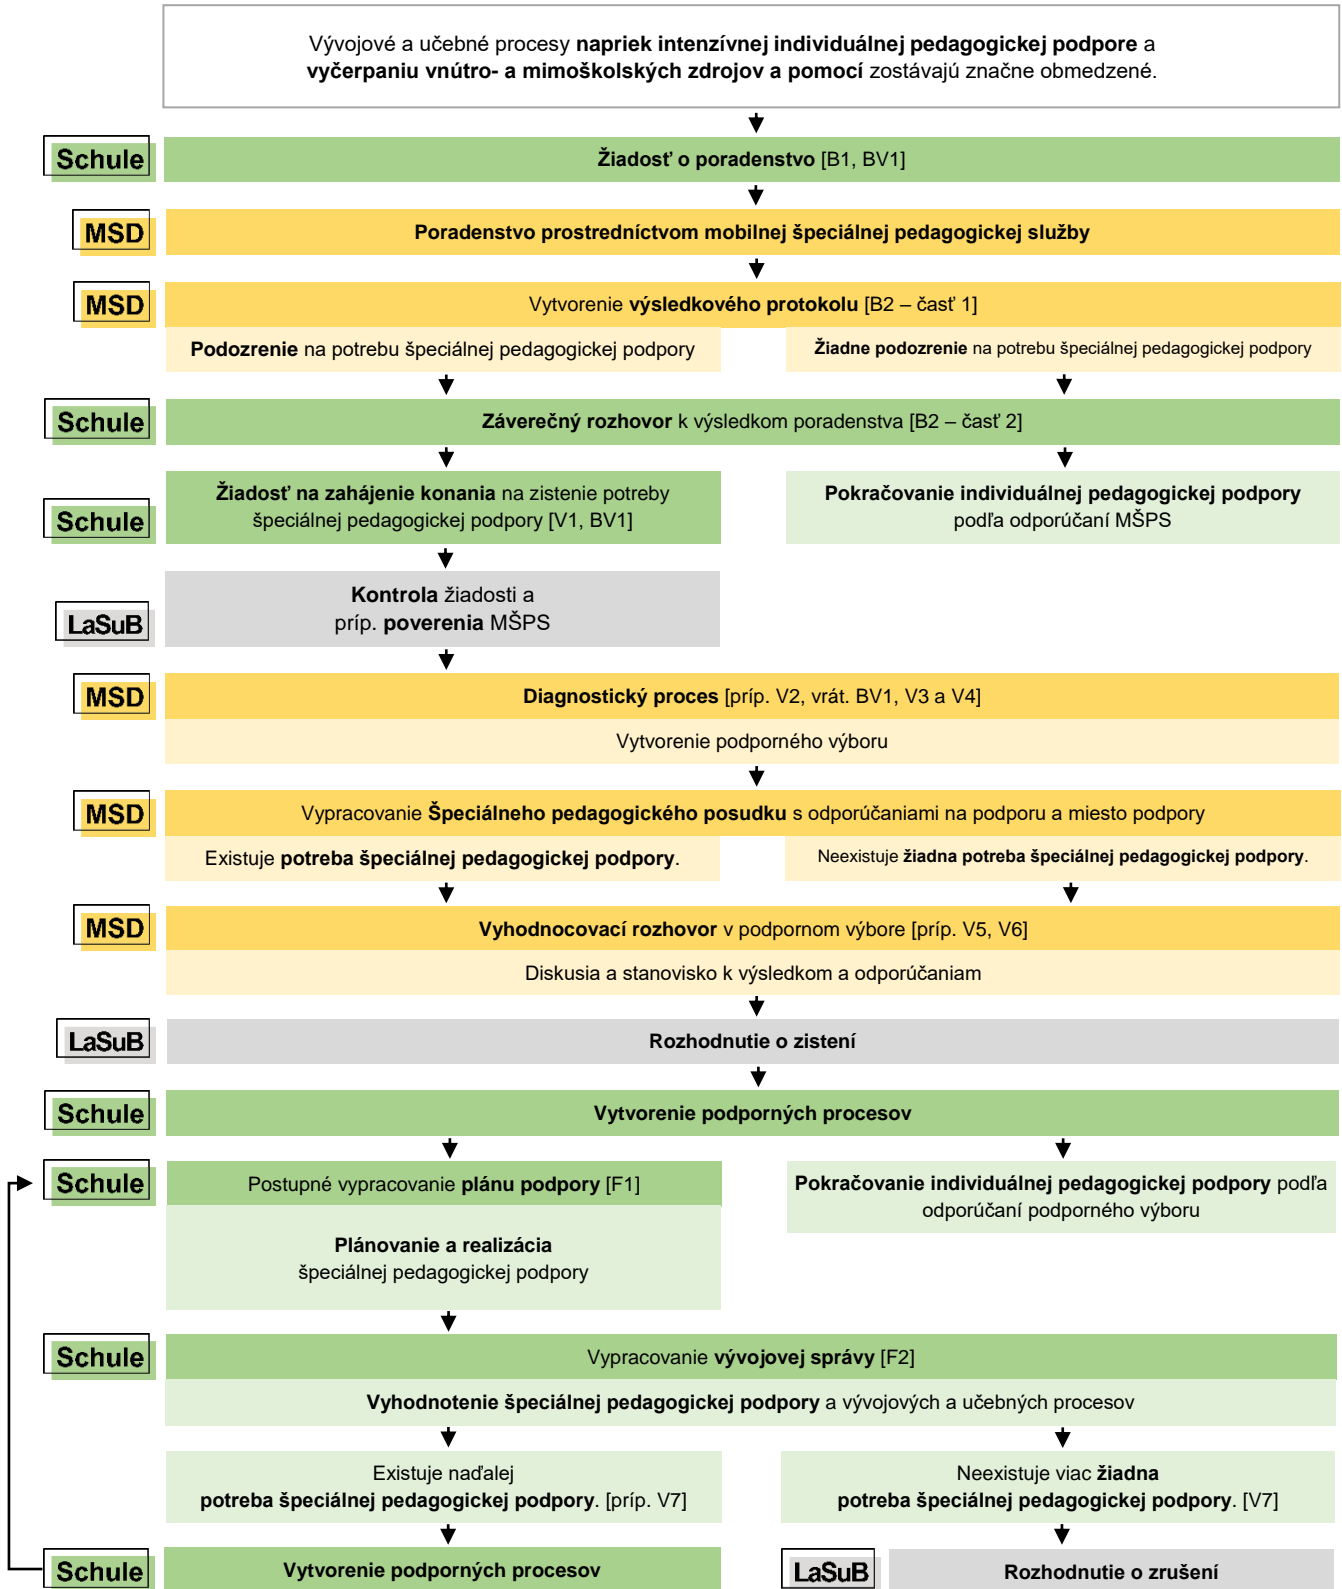 Vývojové a učebné procesy napriek intenzívnej individuálnej pedagogickej podpore a
vyčerpaniu vnútro- a mimoškolských zdrojov a pomocí zostávajú značne obmedzené.
Schule
Žiadosť o poradenstvo [B1, BV1]
MSD
Poradenstvo prostredníctvom mobilnej špeciálnej pedagogickej služby
MSD
Vytvorenie výsledkového protokolu [B2 – časť 1]
Podozrenie na potrebu špeciálnej pedagogickej podpory
Žiadne podozrenie na potrebu špeciálnej pedagogickej podpory
Schule
Záverečný rozhovor k výsledkom poradenstva [B2 – časť 2]
Schule
Žiadosť na zahájenie konania na zistenie potreby
špeciálnej pedagogickej podpory [V1, BV1]
Pokračovanie individuálnej pedagogickej podpory
podľa odporúčaní MŠPS
LaSuB
Kontrola žiadosti a
príp. poverenia MŠPS
MSD
Diagnostický proces [príp. V2, vrát. BV1, V3 a V4]
Vytvorenie podporného výboru
MSD
Vypracovanie Špeciálneho pedagogického posudku s odporúčaniami na podporu a miesto podpory
Existuje potreba špeciálnej pedagogickej podpory.
Neexistuje žiadna potreba špeciálnej pedagogickej podpory.
MSD
Vyhodnocovací rozhovor v podpornom výbore [príp. V5, V6]
Diskusia a stanovisko k výsledkom a odporúčaniam
LaSuB
Rozhodnutie o zistení
Schule
Vytvorenie podporných procesov
Schule
Postupné vypracovanie plánu podpory [F1]
Plánovanie a realizácia
špeciálnej pedagogickej podpory
Pokračovanie individuálnej pedagogickej podpory podľa
odporúčaní podporného výboru
Schule
Vypracovanie vývojovej správy [F2]
Vyhodnotenie špeciálnej pedagogickej podpory a vývojových a učebných procesov
Existuje naďalej
potreba špeciálnej pedagogickej podpory. [príp. V7]
Neexistuje viac žiadna
potreba špeciálnej pedagogickej podpory. [V7]
Schule
Vytvorenie podporných procesov
LaSuB
Rozhodnutie o zrušení